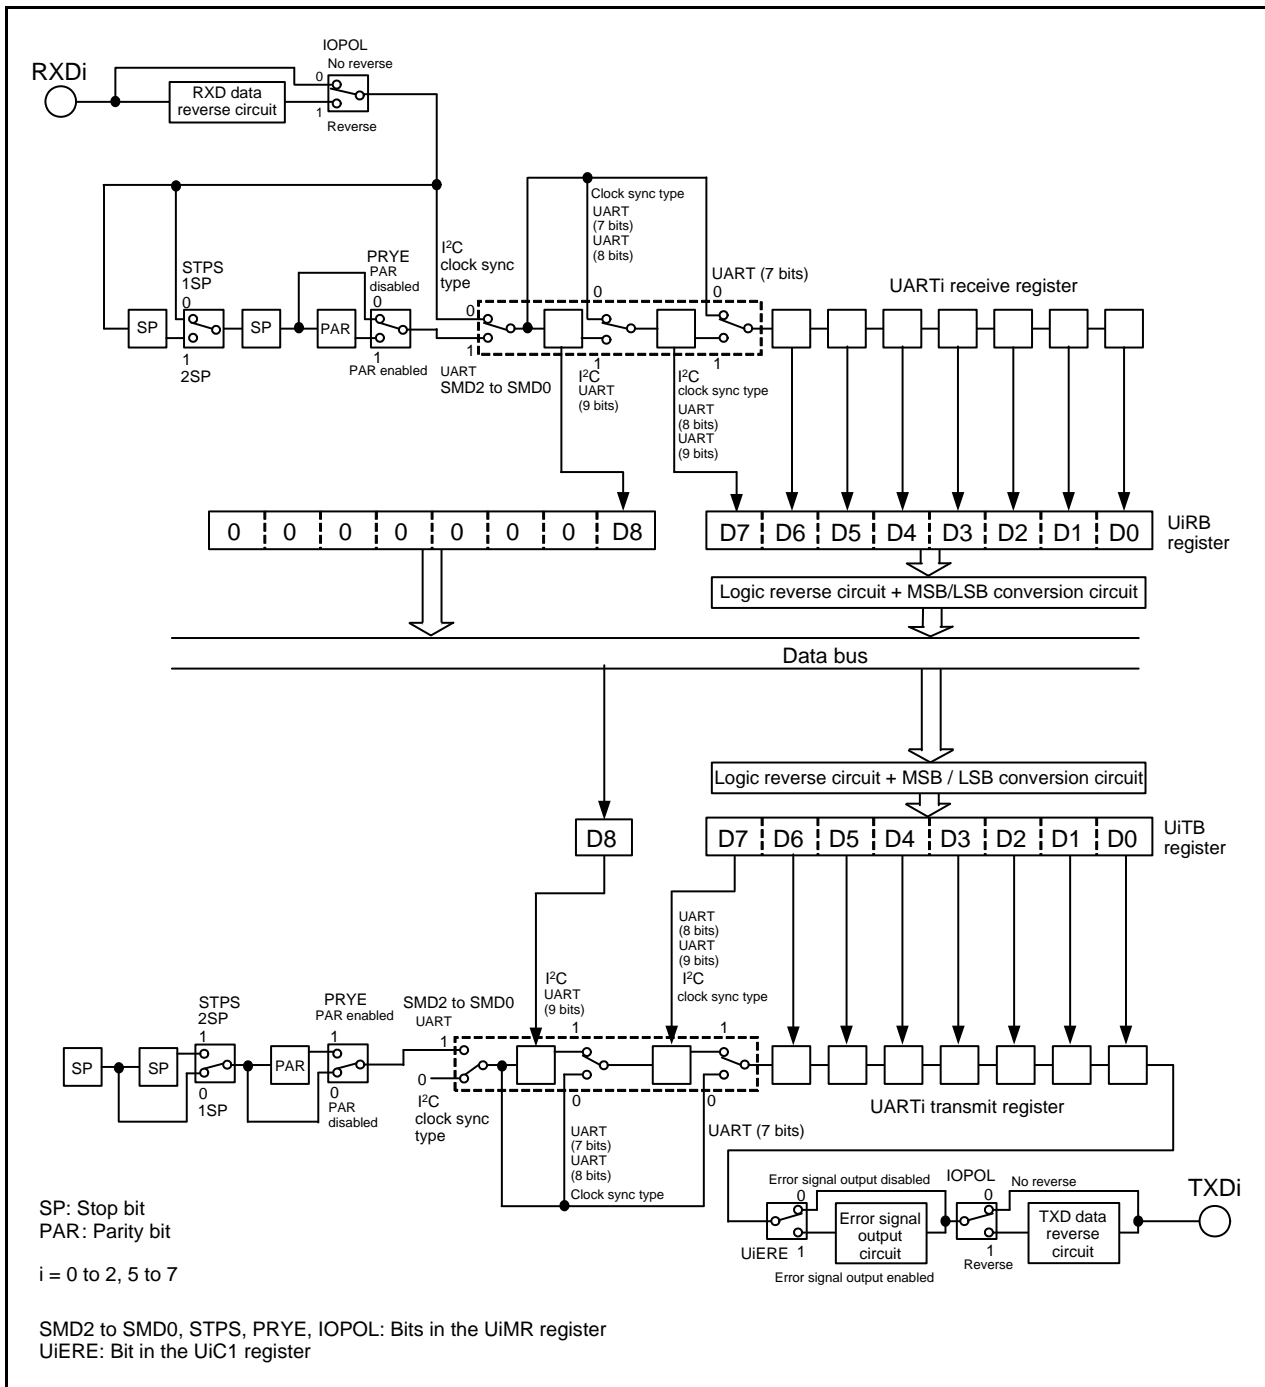 IOPOL
No reverse
RXDi
0
RXD data
reverse circuit
1
Reverse
Clock sync type
UART
(7 bits)
UART
(8 bits)
STPS
1SP
0
PRYE
PAR
disabled
0
I²C
clock sync
type
UART (7 bits)
0
0
0
UARTi receive register
SP
SP
PAR
1
2SP
1
PAR enabled
1
UART
SMD2 to SMD0
1
I²C
UART
(9 bits)
1
I²C
clock sync type
UART
(8 bits)
UART
(9 bits)
0 0 0 0 0 0 0 D8
D7 D6 D5 D4 D3 D2 D1 D0
UiRB
register
Logic reverse circuit + MSB/LSB conversion circuit
Data bus
Logic reverse circuit + MSB / LSB conversion circuit
D8
D7 D6 D5 D4 D3 D2 D1 D0
UiTB
register
UART
(8 bits)
UART
(9 bits)
I²C
clock sync type
I²C
UART
(9 bits)
STPS
2SP
1
PRYE
PAR enabled
1
SMD2 to SMD0
UART
1
1
1
SP
SP
PAR
0
1SP
0
PAR
disabled
0
I²C
clock sync
type
0
UART
(7 bits)
UART
(8 bits)
Clock sync type
0
UART (7 bits)
UARTi transmit register
Error signal output disabled
0
IOPOL
0
No reverse
TXDi
UiERE
1
Error signal
output
circuit
Error signal output enabled
1
Reverse
TXD data
reverse
circuit
SP: Stop bit
PAR: Parity bit
i = 0 to 2, 5 to 7
SMD2 to SMD0, STPS, PRYE, IOPOL: Bits in the UiMR register
UiERE: Bit in the UiC1 register